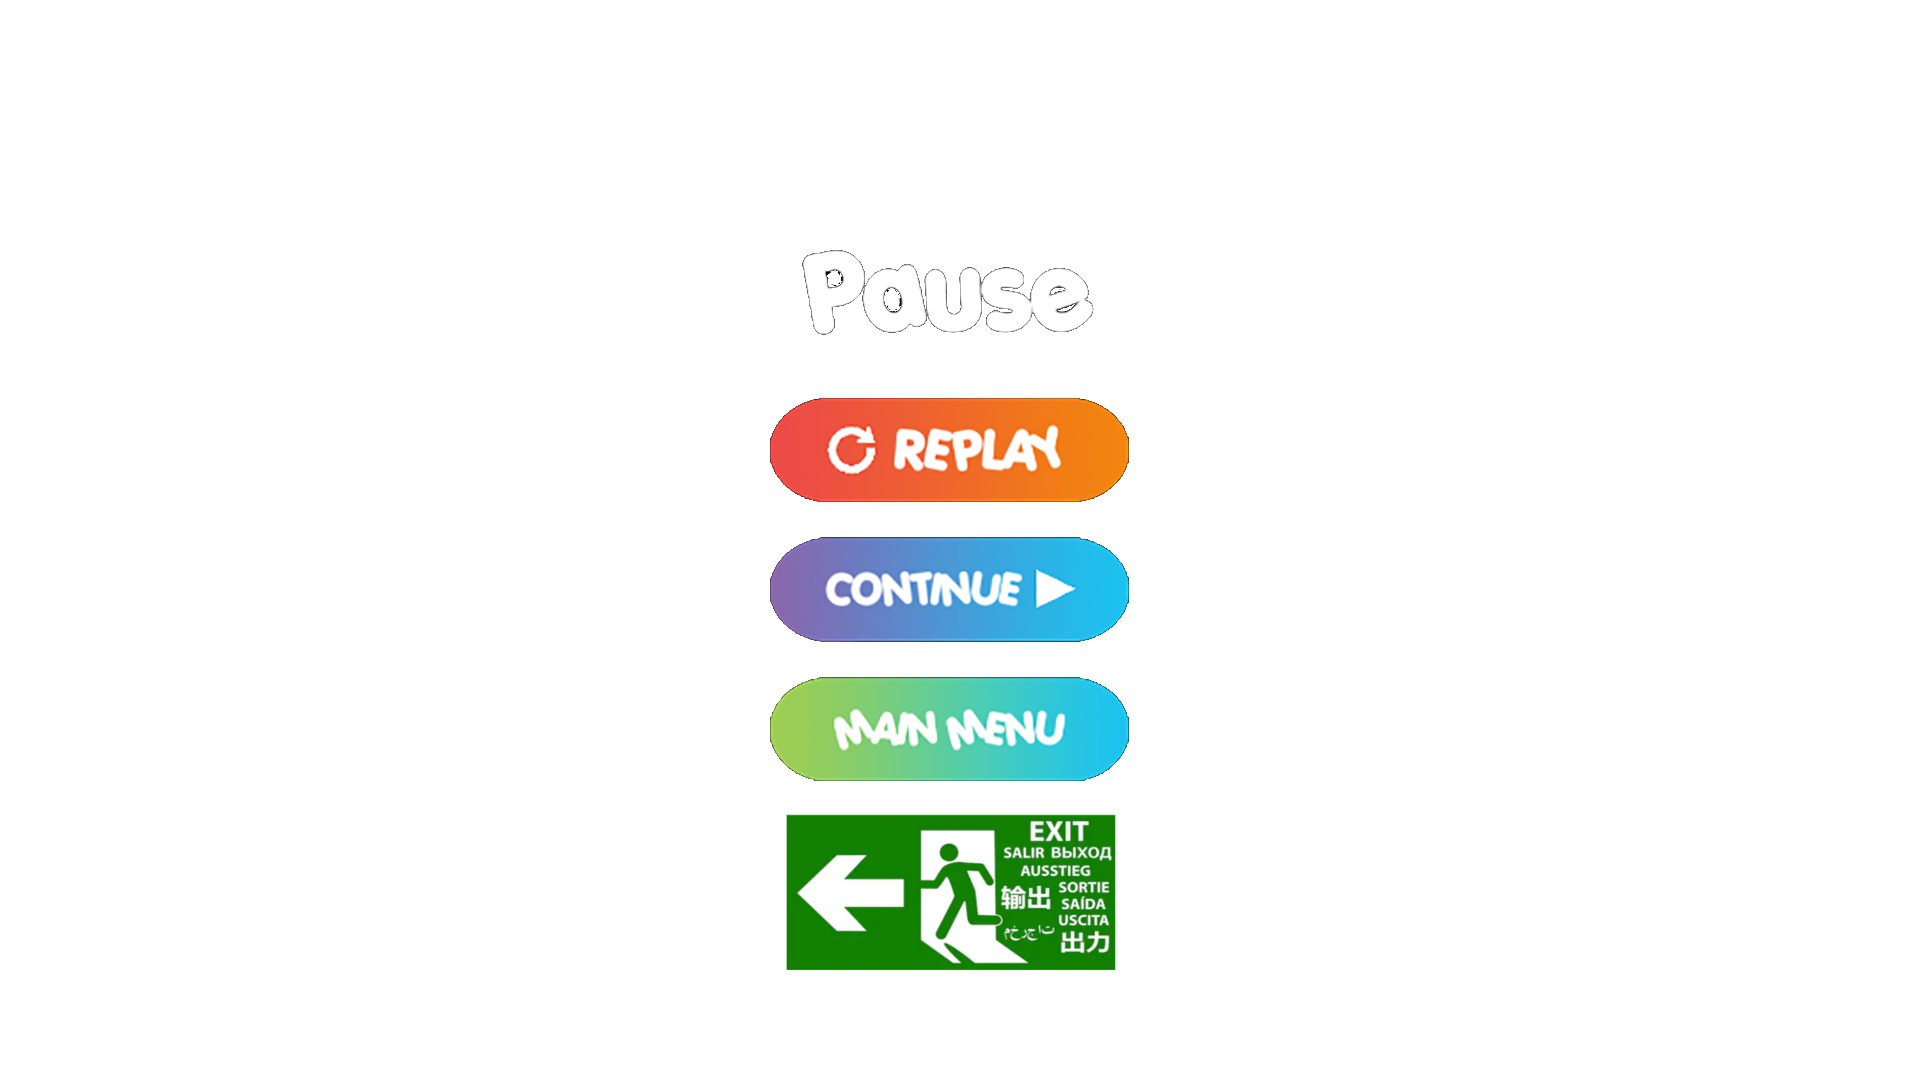 Pause
REPLAY
CONTINUE
MAIN MENU
EXIT
SALIR ВЫХОД
AUSSTIEG
输出 SORTIE
SAÍDA
USCITA
出力